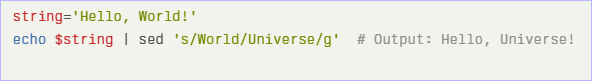 string='Hello, World!'
echo $string | sed 's/World/Universe/g'  # Output: Hello, Universe!